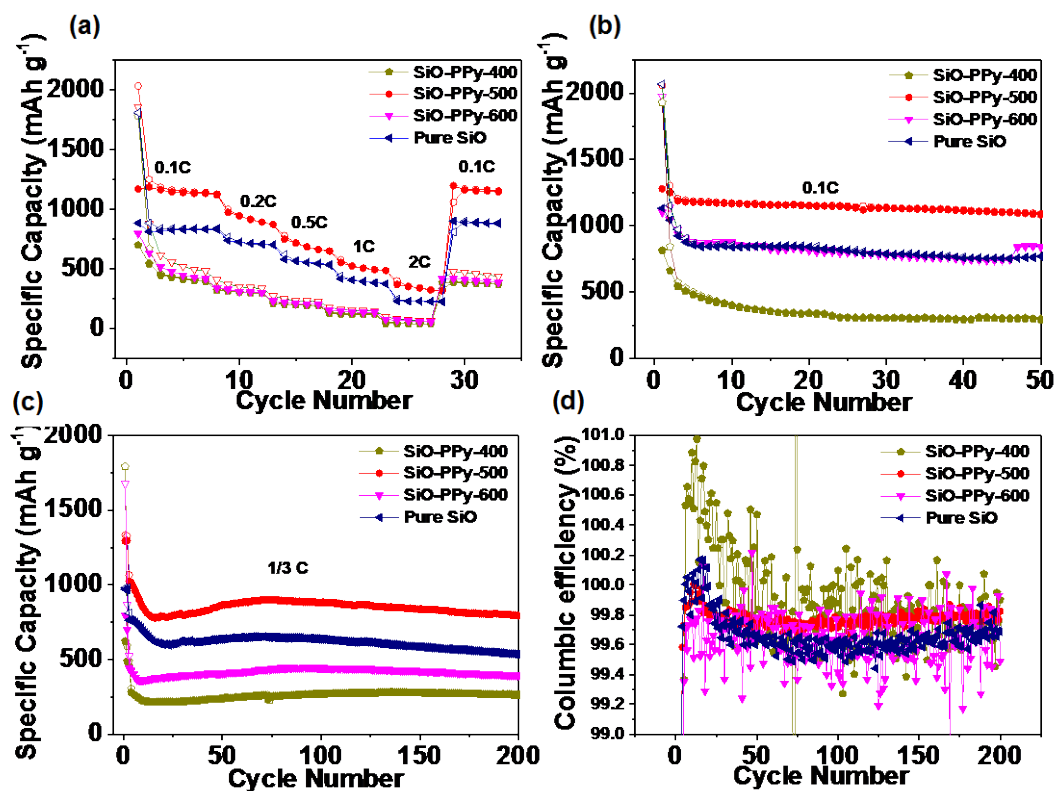 (a)
Specific Capacity (mAh g⁻¹)
2000
1500
1000
500
0
SiO-PPy-400
SiO-PPy-500
SiO-PPy-600
Pure SiO
0.1C
0.2C
0.5C
1C
2C
0.1C
0 10 20 30
Cycle Number
(b)
Specific Capacity (mAh g⁻¹)
2000
1500
1000
500
0
SiO-PPy-400
SiO-PPy-500
SiO-PPy-600
Pure SiO
0.1C
0 10 20 30 40 50
Cycle Number
(c)
Specific Capacity (mAh g⁻¹)
2000
1500
1000
500
0
SiO-PPy-400
SiO-PPy-500
SiO-PPy-600
Pure SiO
1/3 C
0 50 100 150 200
Cycle Number
(d)
Columbic efficiency (%)
101.0
100.8
100.6
100.4
100.2
100.0
99.8
99.6
99.4
99.2
99.0
SiO-PPy-400
SiO-PPy-500
SiO-PPy-600
Pure SiO
0 50 100 150 200
Cycle Number